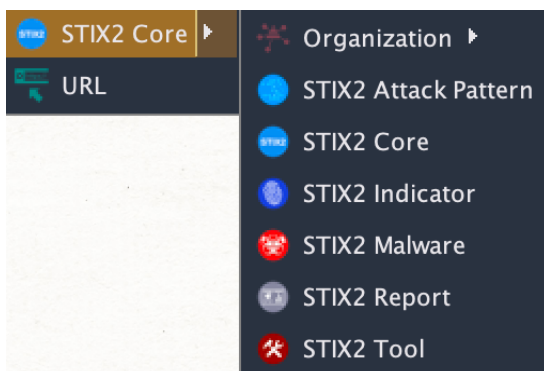 STIX2 Core
URL
Organization
STIX2 Attack Pattern
STIX2 Core
STIX2 Indicator
STIX2 Malware
STIX2 Report
STIX2 Tool